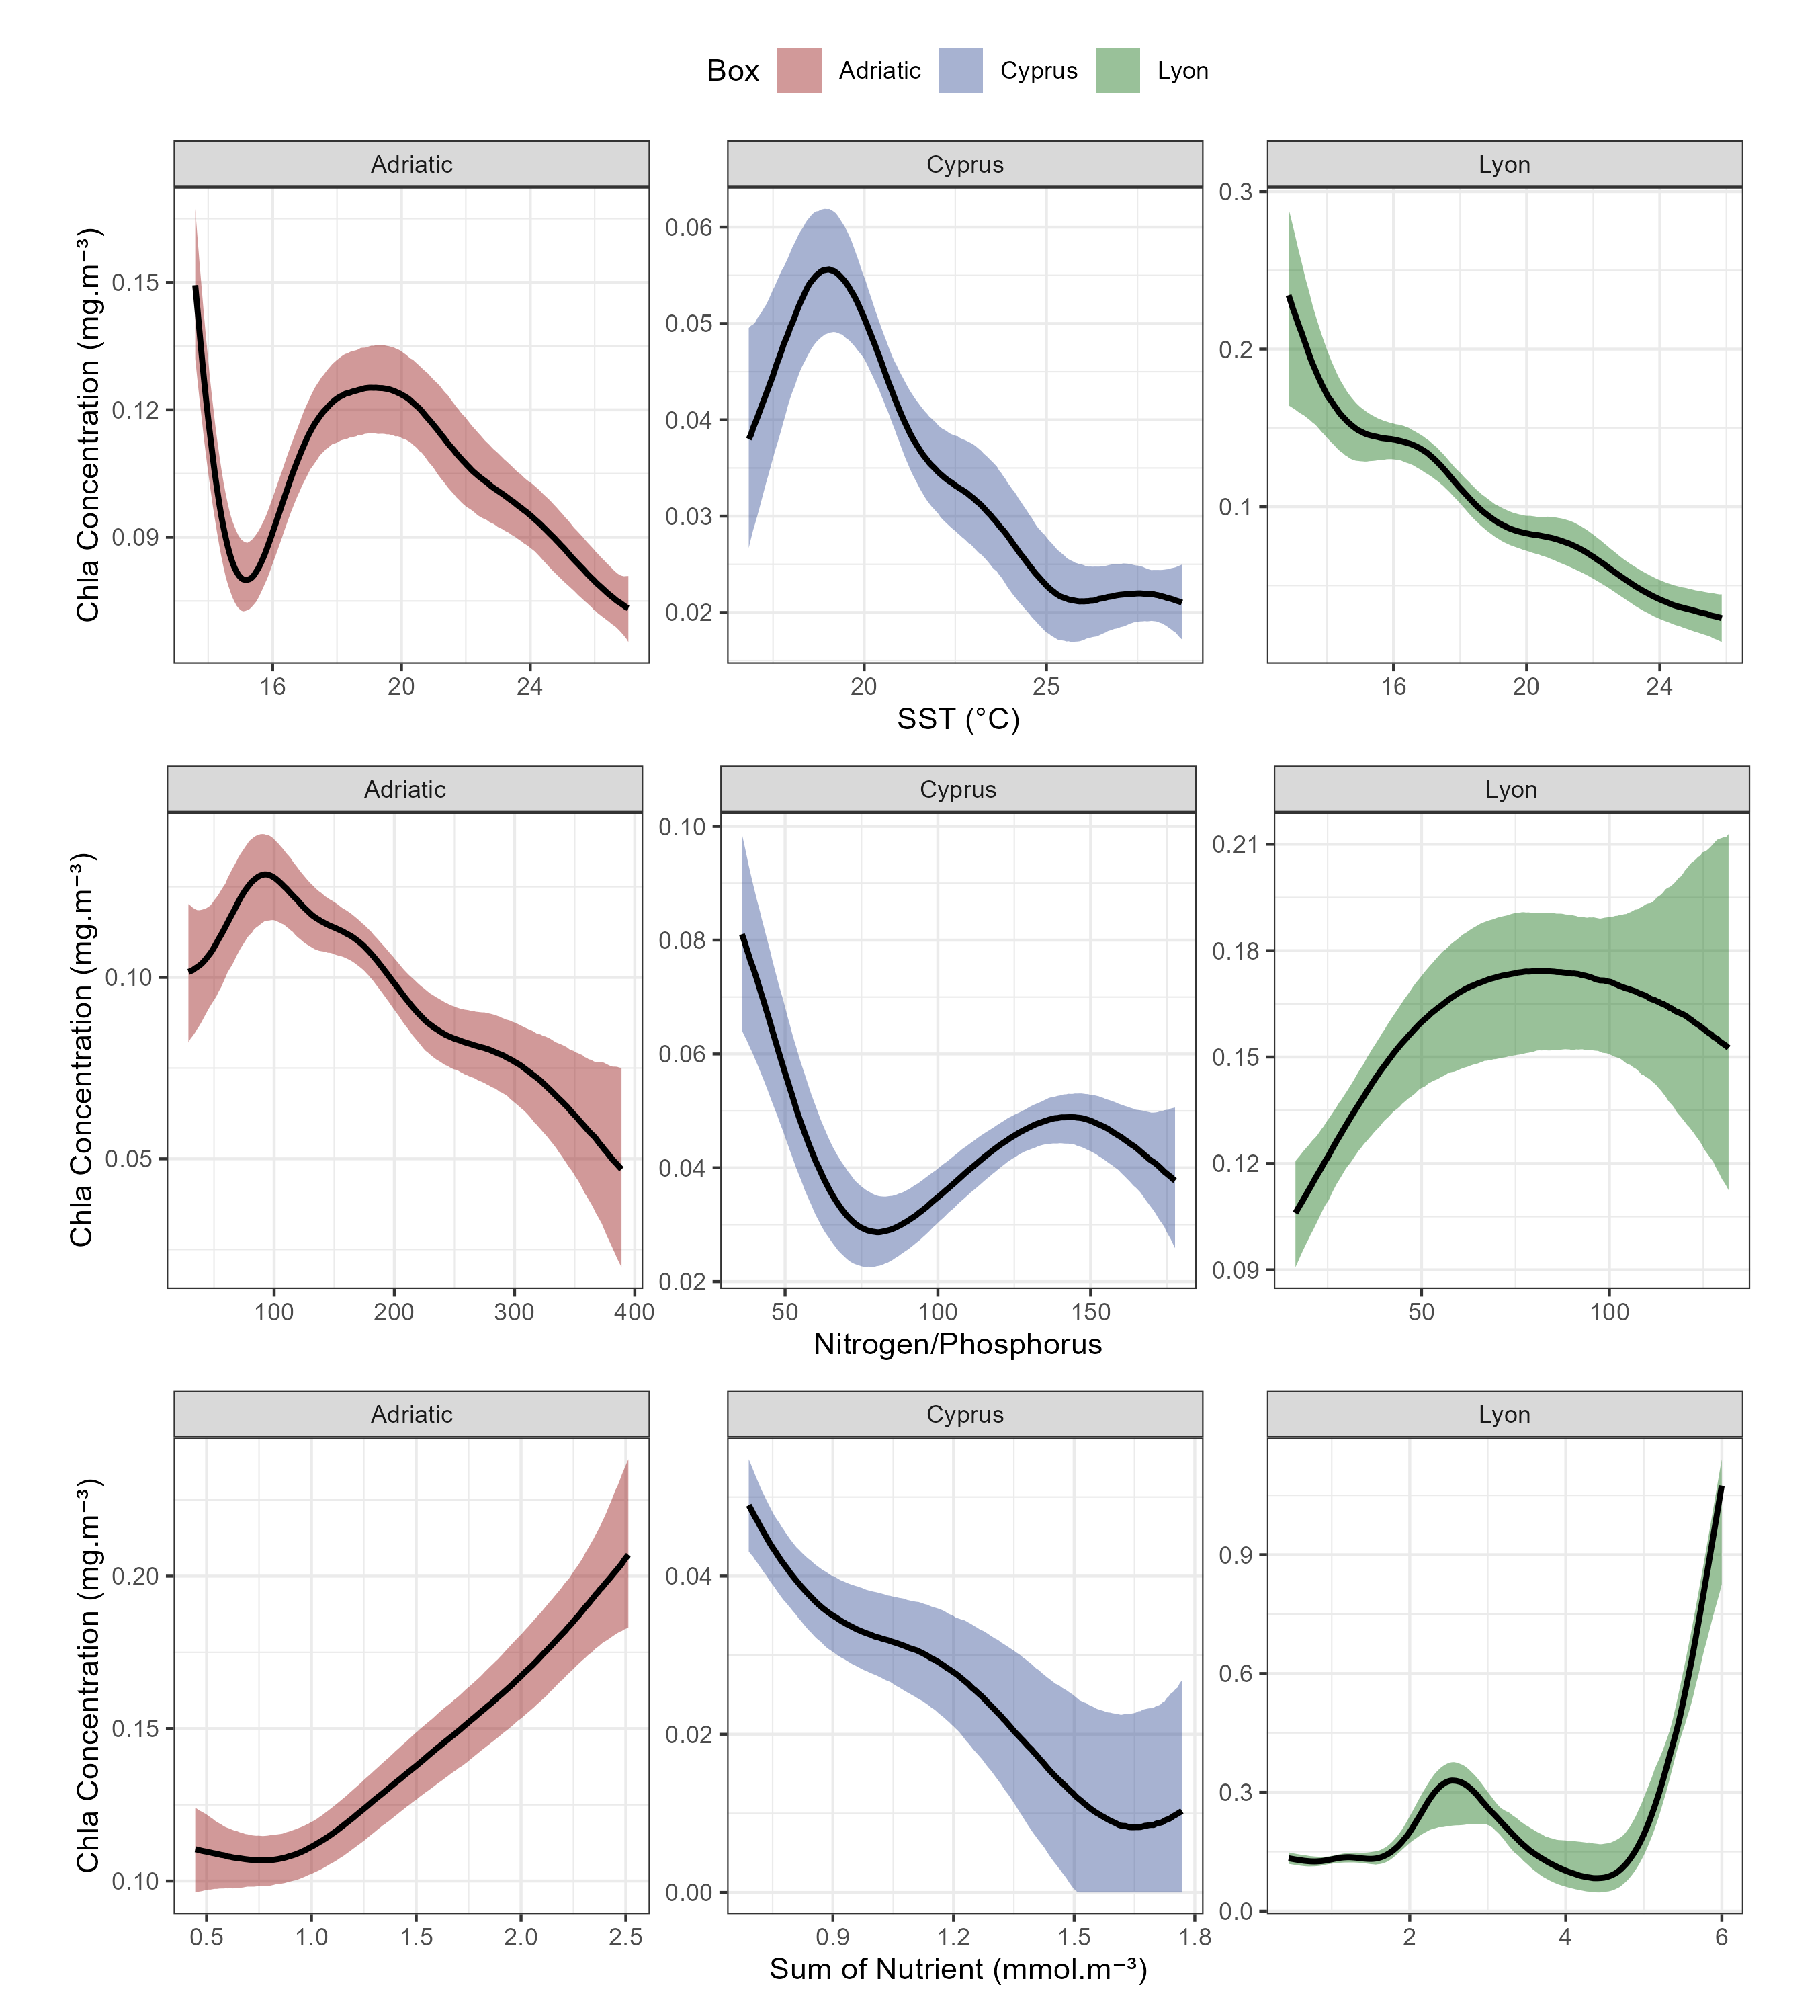 Box Adriatic Cyprus Lyon
Adriatic Cyprus Lyon
Chla Concentration (mg.m⁻³)
0.15
0.12
0.09
0.06
0.05
0.04
0.03
0.02
0.3
0.2
0.1
16 20 24 20 25 16 20 24
SST (°C)
Adriatic Cyprus Lyon
Chla Concentration (mg.m⁻³)
0.10
0.05
0.10
0.08
0.06
0.04
0.02
0.21
0.18
0.15
0.12
0.09
100 200 300 400 50 100 150 50 100
Nitrogen/Phosphorus
Adriatic Cyprus Lyon
Chla Concentration (mg.m⁻³)
0.20
0.15
0.10
0.04
0.02
0.00
0.9
0.6
0.3
0.0
0.5 1.0 1.5 2.0 2.5 0.9 1.2 1.5 1.8 2 4 6
Sum of Nutrient (mmol.m⁻³)